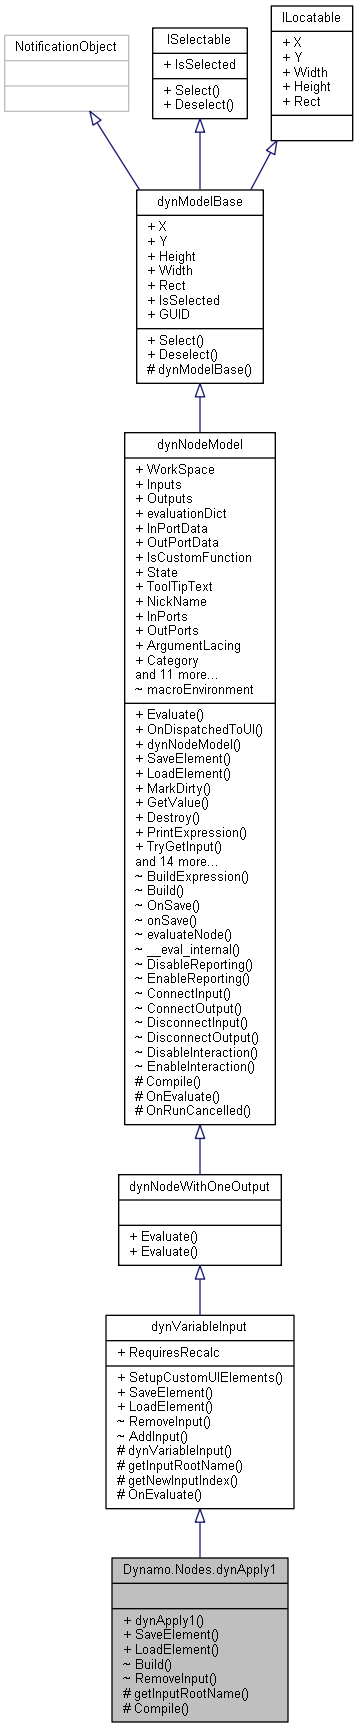 NotificationObject
ISelectable
+ IsSelected
+ Select()
+ Deselect()
ILocatable
+ X
+ Y
+ Width
+ Height
+ Rect
dynModelBase
+ X
+ Y
+ Height
+ Width
+ Rect
+ IsSelected
+ GUID
+ Select()
+ Deselect()
# dynModelBase()
dynNodeModel
+ WorkSpace
+ Inputs
+ Outputs
+ evaluationDict
+ InPortData
+ OutPortData
+ IsCustomFunction
+ State
+ ToolTipText
+ NickName
+ InPorts
+ OutPorts
+ ArgumentLacing
+ Category
and 11 more...
~ macroEnvironment
+ Evaluate()
+ OnDispatchedToUI()
+ dynNodeModel()
+ SaveElement()
+ LoadElement()
+ MarkDirty()
+ GetValue()
+ Destroy()
+ PrintExpression()
+ TryGetInput()
and 14 more...
~ BuildExpression()
~ Build()
~ OnSave()
~ onSave()
~ evaluateNode()
~ __eval_internal()
~ DisableReporting()
~ EnableReporting()
~ ConnectInput()
~ ConnectOutput()
~ DisconnectInput()
~ DisconnectOutput()
~ DisableInteraction()
~ EnableInteraction()
# Compile()
# OnEvaluate()
# OnRunCancelled()
dynNodeWithOneOutput
+ Evaluate()
+ Evaluate()
dynVariableInput
+ RequiresRecalc
+ SetupCustomUIElements()
+ SaveElement()
+ LoadElement()
~ RemoveInput()
~ AddInput()
# dynVariableInput()
# getInputRootName()
# getNewInputIndex()
# OnEvaluate()
Dynamo.Nodes.dynApply1
+ dynApply1()
+ SaveElement()
+ LoadElement()
~ Build()
~ RemoveInput()
# getInputRootName()
# Compile()